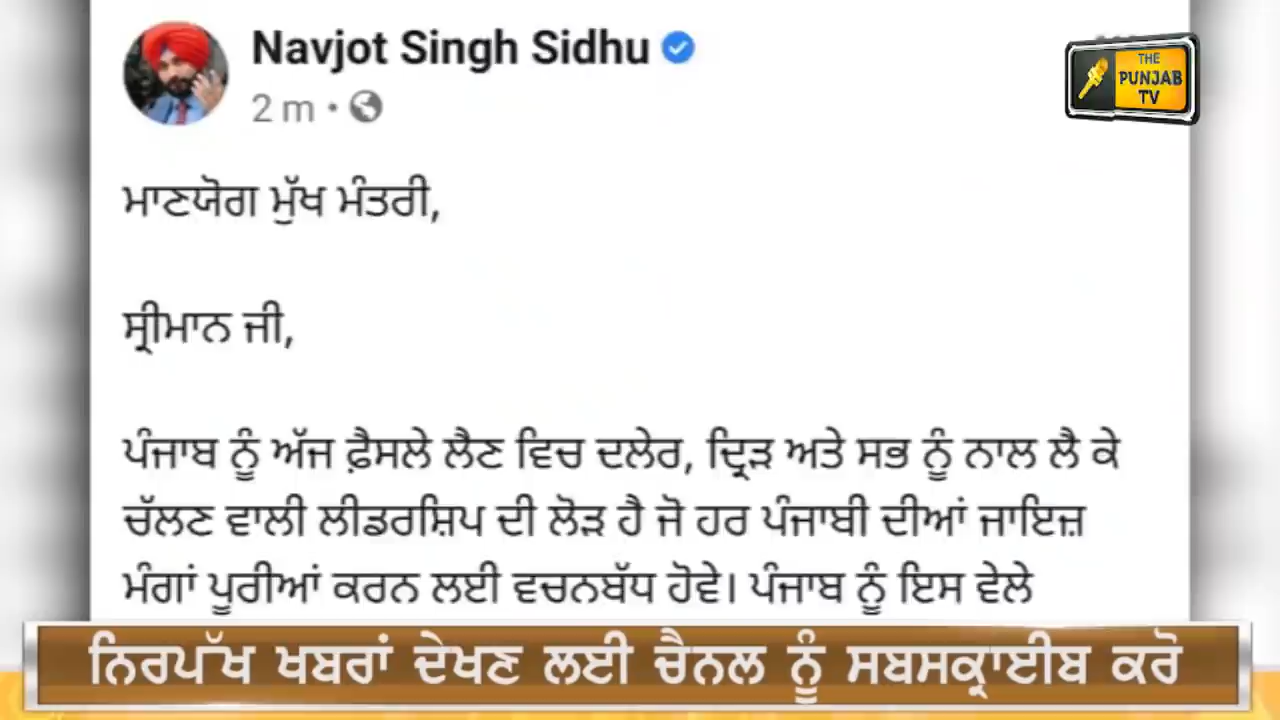 Navjot Singh Sidhu
2 m
THE
PUNJAB
TV
ਮਾਣਯੋਗ ਮੁੱਖ ਮੰਤਰੀ,
ਸ੍ਰੀਮਾਨ ਜੀ,
ਪੰਜਾਬ ਨੂੰ ਅੱਜ ਫ਼ੈਸਲੇ ਲੈਣ ਵਿਚ ਦਲੇਰ, ਦ੍ਰਿੜ ਅਤੇ ਸਭ ਨੂੰ ਨਾਲ ਲੈ ਕੇ
ਚੱਲਣ ਵਾਲੀ ਲੀਡਰਸ਼ਿਪ ਦੀ ਲੋੜ ਹੈ ਜੋ ਹਰ ਪੰਜਾਬੀ ਦੀਆਂ ਜਾਇਜ਼
ਮੰਗਾਂ ਪੂਰੀਆਂ ਕਰਨ ਲਈ ਵਚਨਬੱਧ ਹੋਵੇ। ਪੰਜਾਬ ਨੂੰ ਇਸ ਵੇਲੇ
ਨਿਰਪੱਖ ਖਬਰਾਂ ਦੇਖਣ ਲਈ ਚੈਨਲ ਨੂੰ ਸਬਸਕ੍ਰਾਈਬ ਕਰੋ